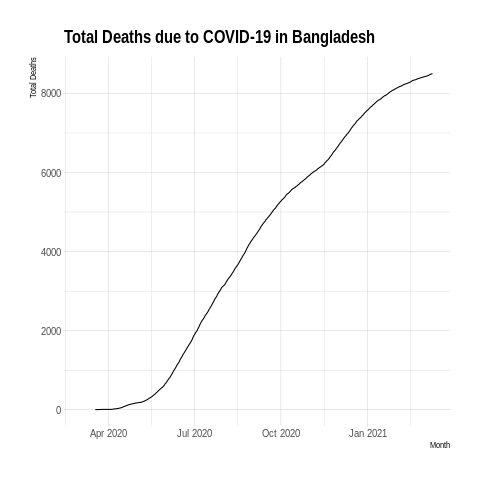 Total Deaths due to COVID-19 in Bangladesh
Total Deaths
8000
6000
4000
2000
0
Apr 2020 Jul 2020 Oct 2020 Jan 2021
Month